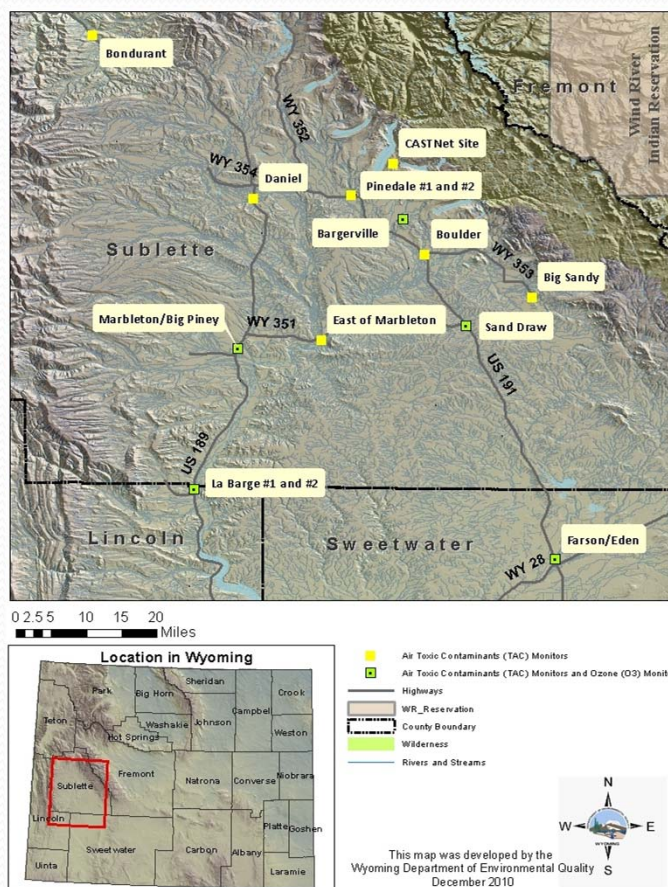 Bondurant
WY 352
Fremont
Wind River
Indian Reservation
CASTNet Site
WY 354
Daniel
Pinedale #1 and #2
Bargerville
Boulder
Sublette
WY 353
Big Sandy
Marbleton/Big Piney
WY 351
East of Marbleton
Sand Draw
US 191
US 189
La Barge #1 and #2
Lincoln
Sweetwater
Farson/Eden
WY 28
0 2.5 5 10 15 20
Miles
Location in Wyoming
Park
Big Horn
Sheridan
Crook
Campbell
Teton
Washakie
Johnson
Weston
Hot Springs
Fremont
Sublette
Natrona
Converse
Niobrara
Lincoln
Platte
Goshen
Sweetwater
Carbon
Albany
Uinta
Laramie
Air Toxic Contaminants (TAC) Monitors
Air Toxic Contaminants (TAC) Monitors and Ozone (O3) Monit
Highways
WR_Reservation
County Boundary
Wilderness
Rivers and Streams
N
W
E
S
WYOMING
This map was developed by the
Wyoming Department of Environmental Quality
December 2010